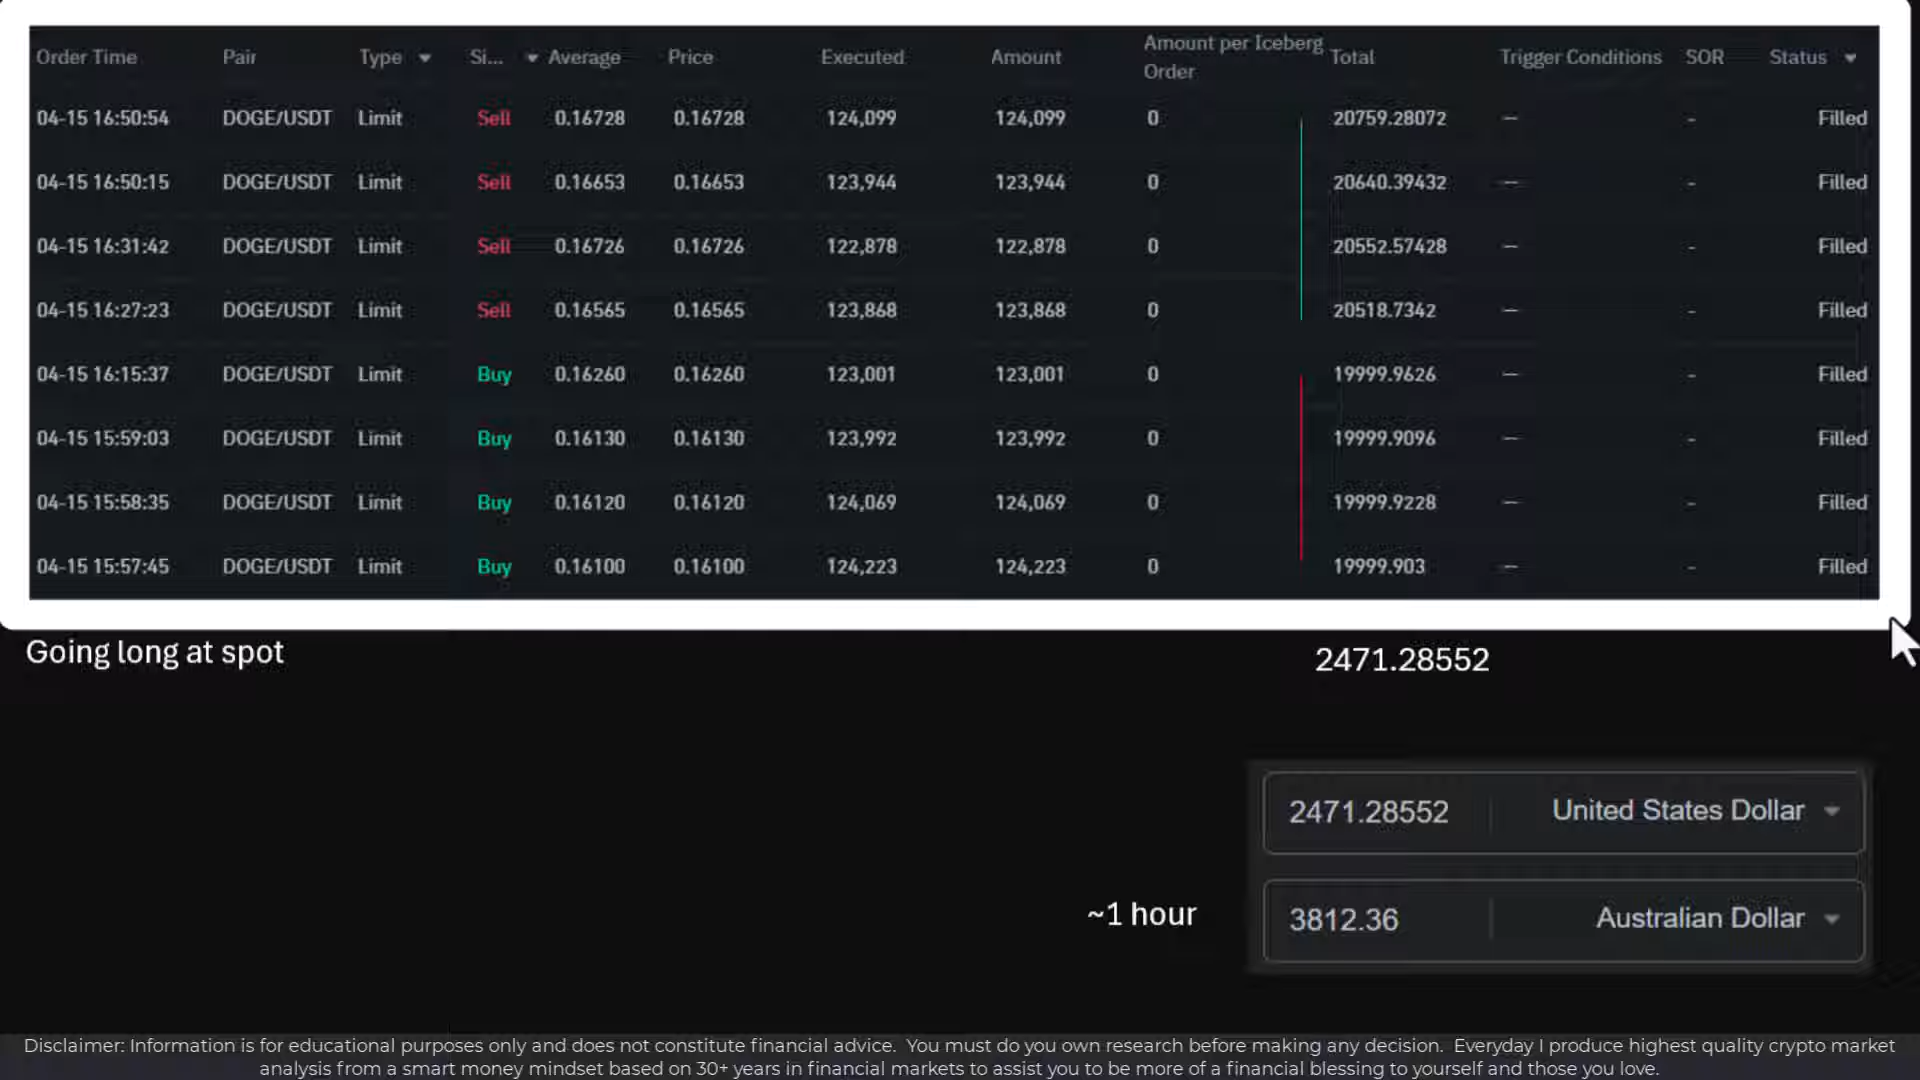 Order Time Pair Type Si... Average Price Executed Amount Amount per Iceberg Order Total Trigger Conditions SOR Status
04-15 16:50:54 DOGE/USDT Limit Sell 0.16728 0.16728 124,099 124,099 0 20759.28072 — - Filled
04-15 16:50:15 DOGE/USDT Limit Sell 0.16653 0.16653 123,944 123,944 0 20640.39432 — - Filled
04-15 16:31:42 DOGE/USDT Limit Sell 0.16726 0.16726 122,878 122,878 0 20552.57428 — - Filled
04-15 16:27:23 DOGE/USDT Limit Sell 0.16565 0.16565 123,868 123,868 0 20518.7342 — - Filled
04-15 16:15:37 DOGE/USDT Limit Buy 0.16260 0.16260 123,001 123,001 0 19999.9626 — - Filled
04-15 15:59:03 DOGE/USDT Limit Buy 0.16130 0.16130 123,992 123,992 0 19999.9096 — - Filled
04-15 15:58:35 DOGE/USDT Limit Buy 0.16120 0.16120 124,069 124,069 0 19999.9228 — - Filled
04-15 15:57:45 DOGE/USDT Limit Buy 0.16100 0.16100 124,223 124,223 0 19999.903 — - Filled
Going long at spot
2471.28552
2471.28552 United States Dollar
~1 hour
3812.36 Australian Dollar
Disclaimer: Information is for educational purposes only and does not constitute financial advice. You must do you own research before making any decision. Everyday I produce highest quality crypto market
analysis from a smart money mindset based on 30+ years in financial markets to assist you to be more of a financial blessing to yourself and those you love.